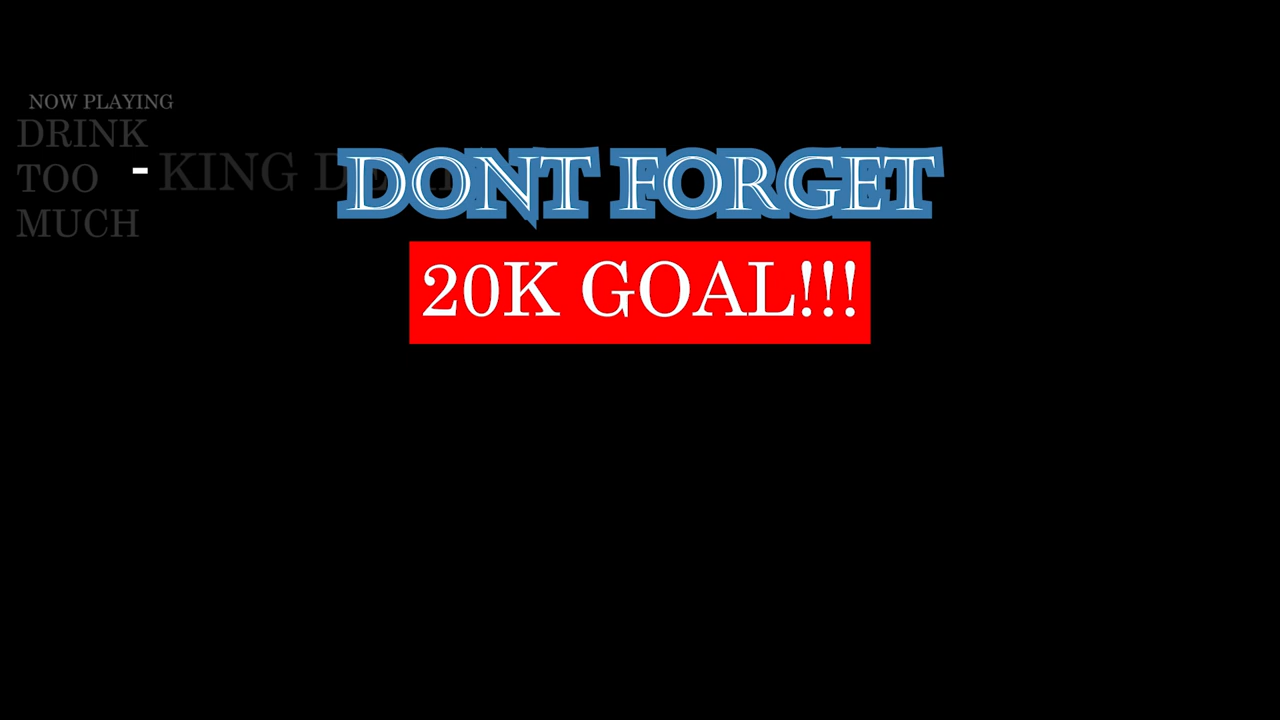 NOW PLAYING
DRINK
TOO
MUCH
- KING
DONT FORGET
20K GOAL!!!